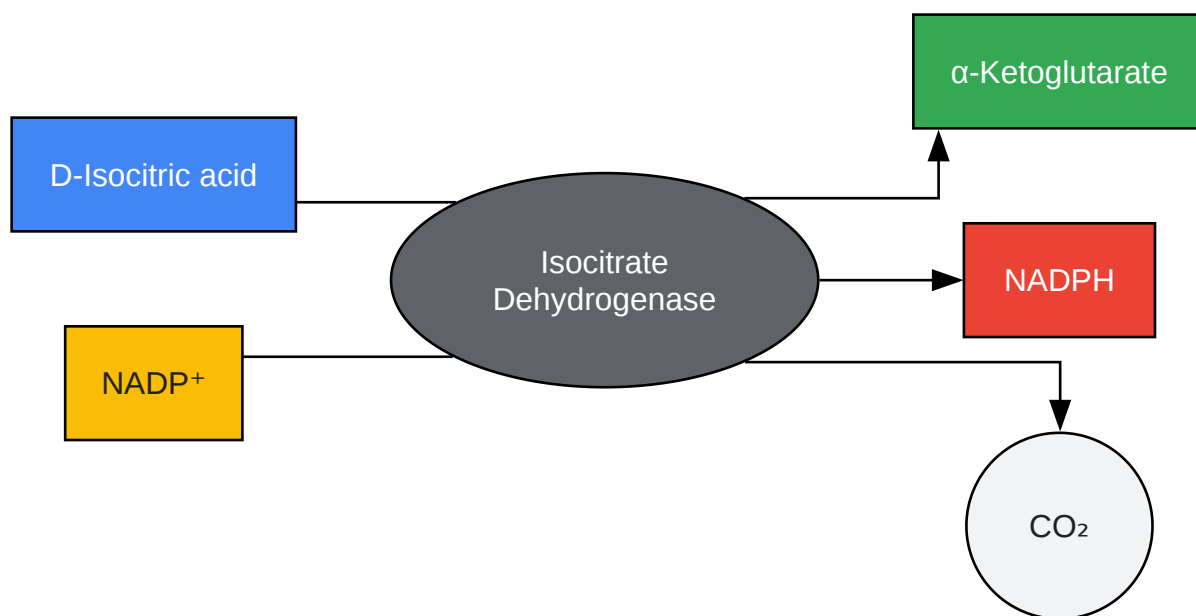 α-Ketoglutarate
D-Isocitric acid
Isocitrate
Dehydrogenase
NADPH
NADP⁺
CO₂